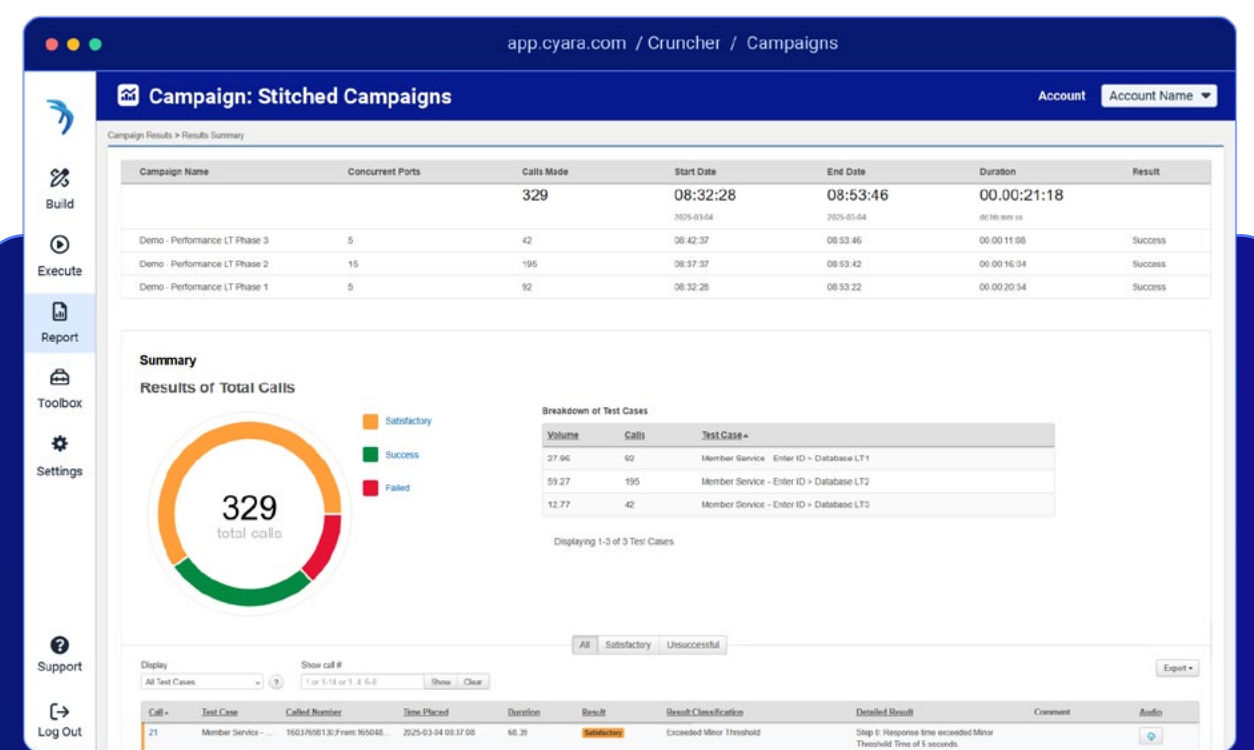 app.cyara.com / Cruncher / Campaigns
Campaign: Stitched Campaigns
Account
Account Name
Campaign Results > Results Summary
Build
Execute
Report
Toolbox
Settings
Support
Log Out
Campaign Name Concurrent Ports Calls Made Start Date End Date Duration Result
329 08:32:28 08:53:46 00.00:21:18
2025-03-04 2025-03-04 dd.hh:mm:ss
Demo - Performance LT Phase 3 5 42 08:42:37 08:53:46 00.00:11:08 Success
Demo - Performance LT Phase 2 15 195 08:37:37 08:53:42 00.00:16:04 Success
Demo - Performance LT Phase 1 5 92 08:32:28 08:53:22 00.00:20:54 Success
Summary
Results of Total Calls
329
total calls
Satisfactory
Success
Failed
Breakdown of Test Cases
Volume Calls Test Case
27.96 92 Member Service - Enter ID > Database LT1
59.27 195 Member Service - Enter ID > Database LT2
12.77 42 Member Service - Enter ID > Database LT3
Displaying 1-3 of 3 Test Cases.
All Satisfactory Unsuccessful
Display
All Test Cases
?
Show call #
1 or 1-14 or 1, 4, 6-8
Show Clear
Export
Call Test Case Called Number Time Placed Duration Result Result Classification Detailed Result Comment Audio
21 Member Service - ... 2025-03-04 08:37:08 68.39 Satisfactory Exceeded Minor Threshold Step 9: Response time exceeded Minor
Threshold Time of 5 seconds.